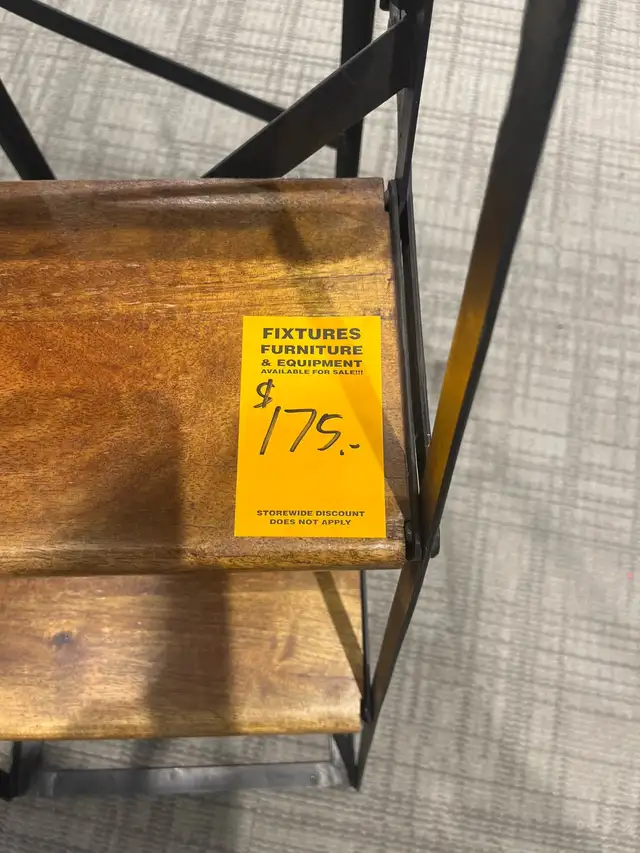 FIXTURES
FURNITURE
& EQUIPMENT
AVAILABLE FOR SALE!!!
$175.-
STOREWIDE DISCOUNT
DOES NOT APPLY